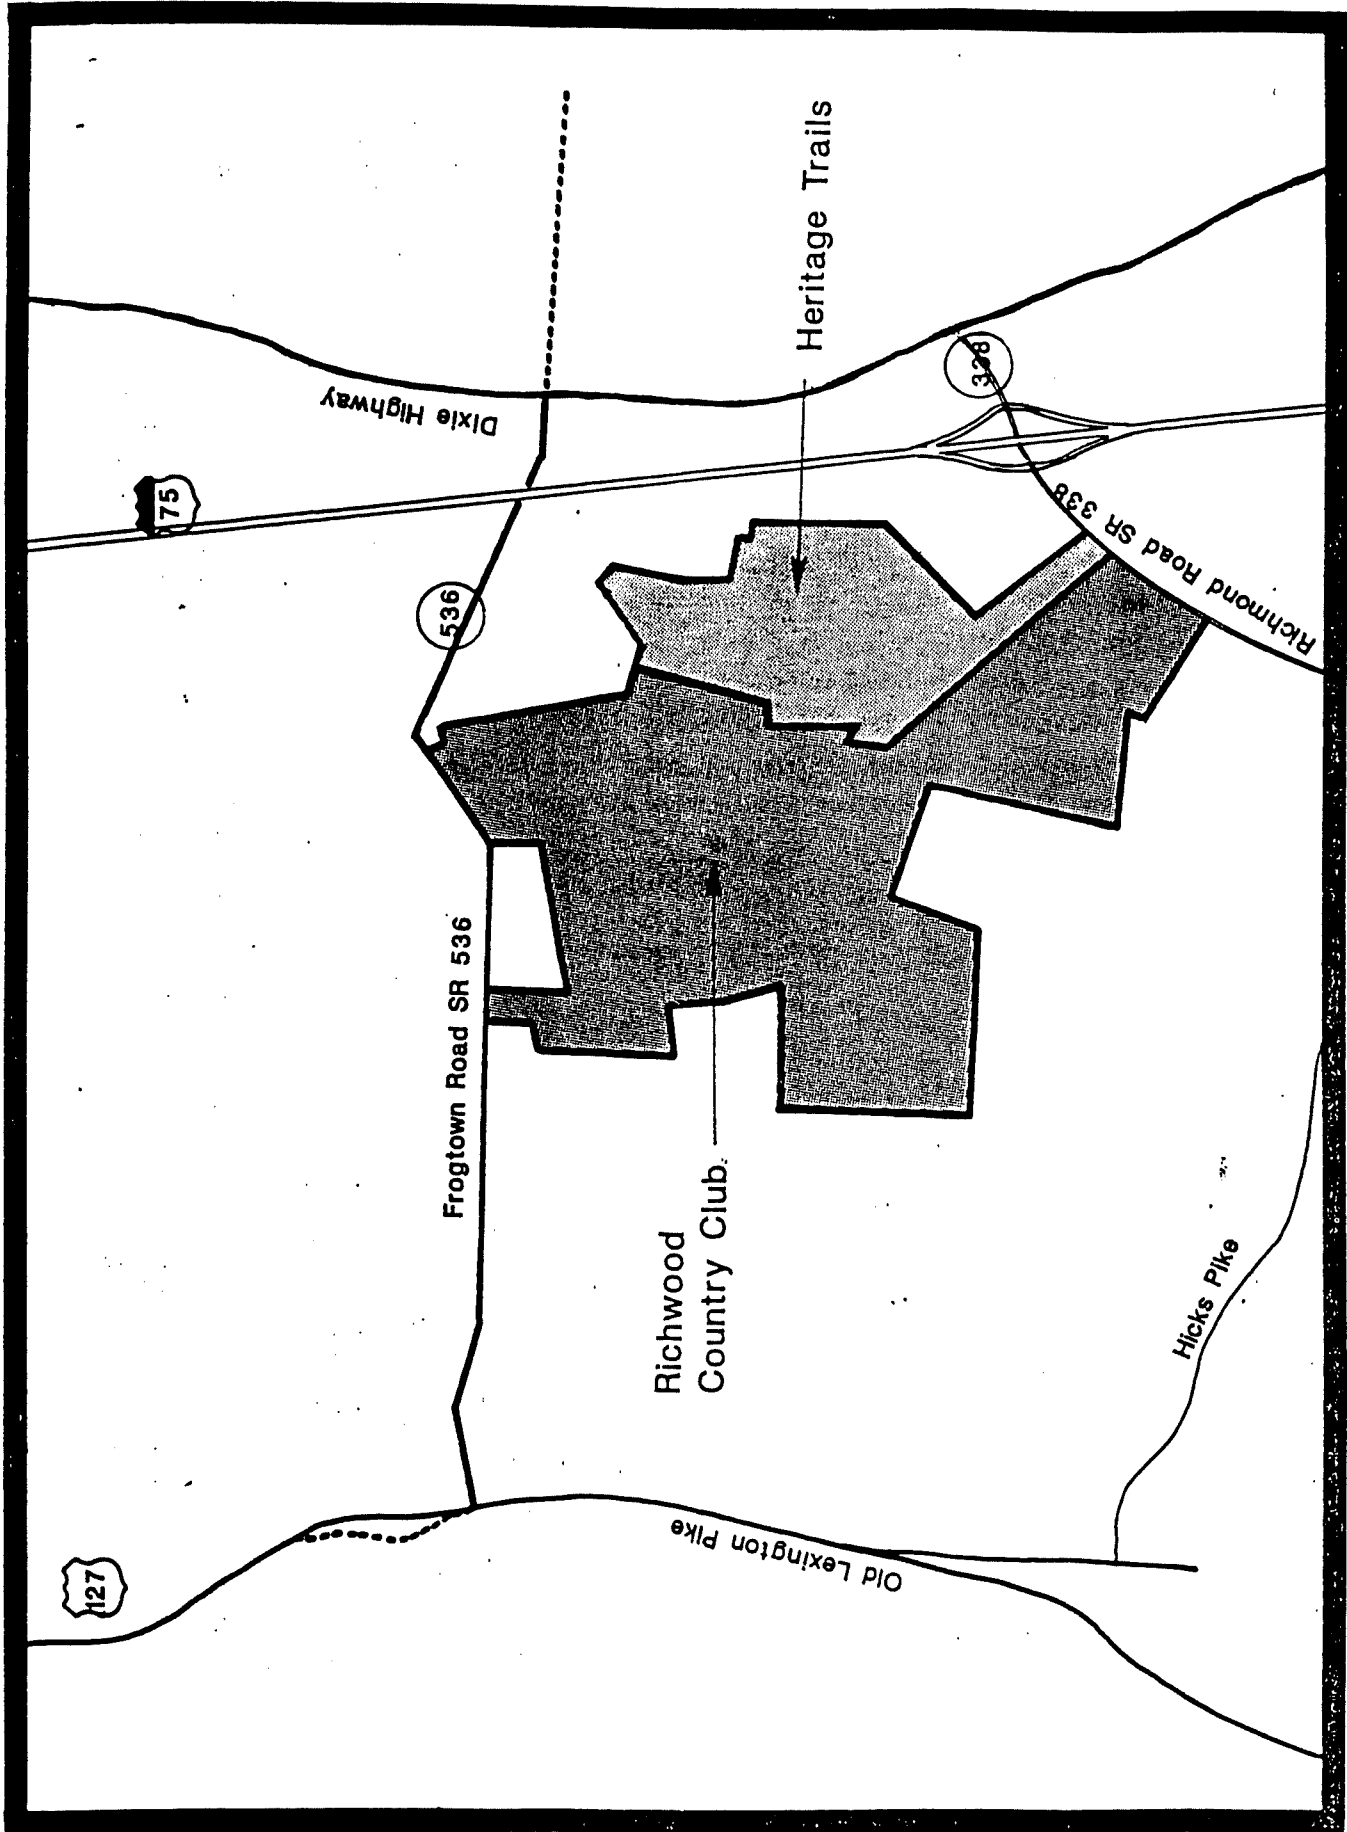 127
75
Dixie Highway
536
Frogtown Road SR 536
Heritage Trails
338
Richmond Road SR 338
Richwood
Country Club
Old Lexington Pike
Hicks Pike